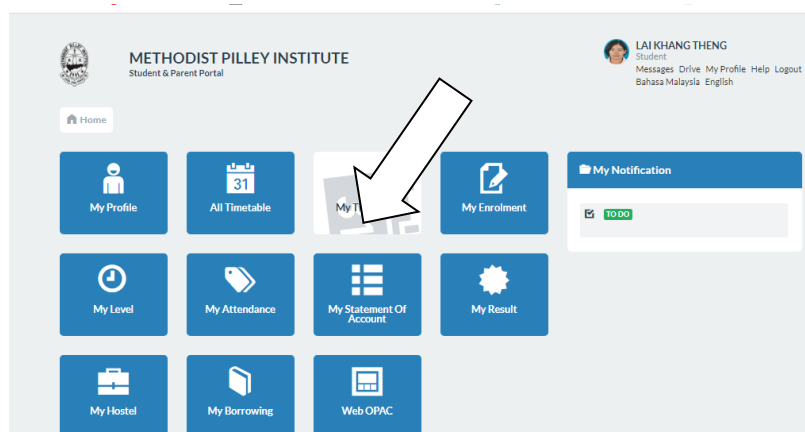 METHODIST PILLEY INSTITUTE
Student & Parent Portal
LAI KHANG THENG
Student
Messages Drive My Profile Help Logout
Bahasa Malaysia English
Home
My Profile
31
All Timetable
My
My Enrolment
My Notification
TO DO
My Level
My Attendance
My Statement Of
Account
My Result
My Hostel
My Borrowing
Web OPAC